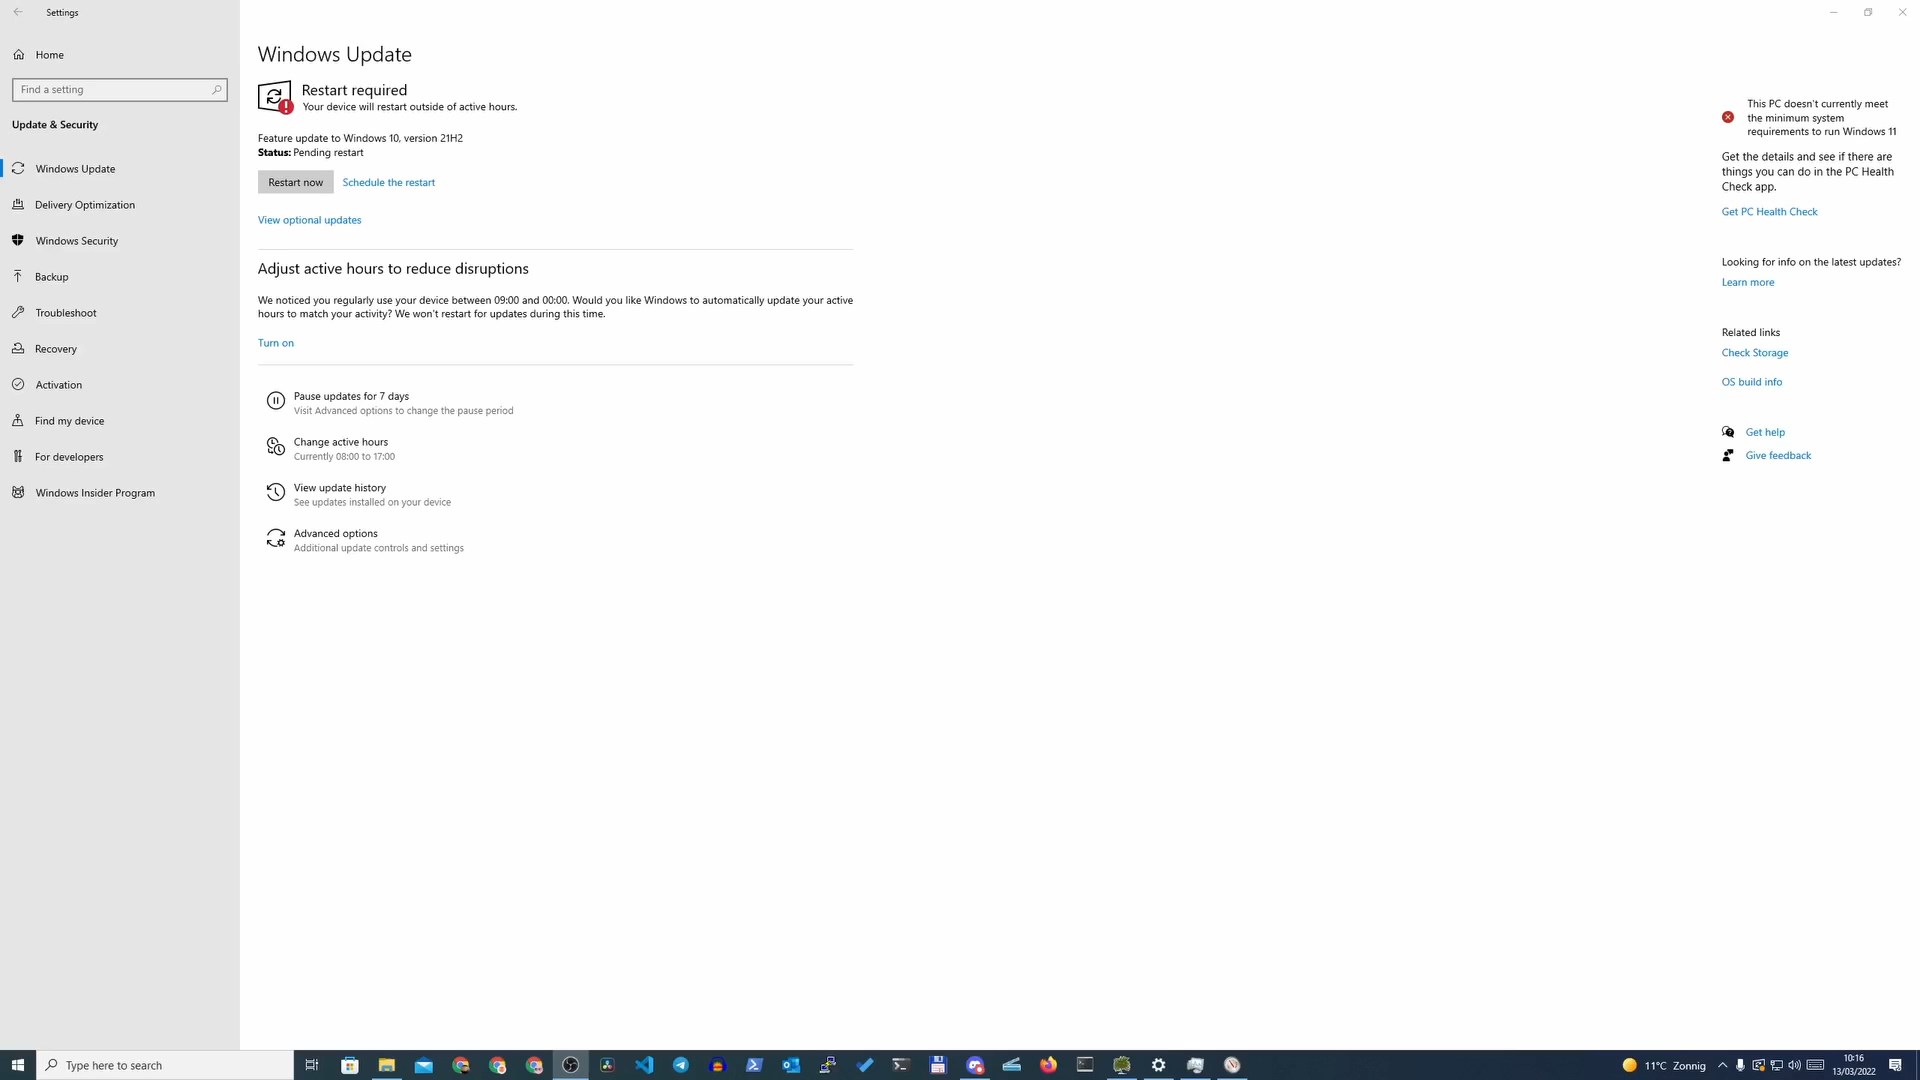 Settings
Home
Find a setting
Update & Security
Windows Update
Delivery Optimization
Windows Security
Backup
Troubleshoot
Recovery
Activation
Find my device
For developers
Windows Insider Program
Windows Update
Restart required
Your device will restart outside of active hours.
Feature update to Windows 10, version 21H2
Status: Pending restart
Restart now
Schedule the restart
View optional updates
Adjust active hours to reduce disruptions
We noticed you regularly use your device between 09:00 and 00:00. Would you like Windows to automatically update your active
hours to match your activity? We won't restart for updates during this time.
Turn on
Pause updates for 7 days
Visit Advanced options to change the pause period
Change active hours
Currently 08:00 to 17:00
View update history
See updates installed on your device
Advanced options
Additional update controls and settings
This PC doesn't currently meet
the minimum system
requirements to run Windows 11
Get the details and see if there are
things you can do in the PC Health
Check app.
Get PC Health Check
Looking for info on the latest updates?
Learn more
Related links
Check Storage
OS build info
Get help
Give feedback
Type here to search
11°C Zonnig
10:16
13/03/2022